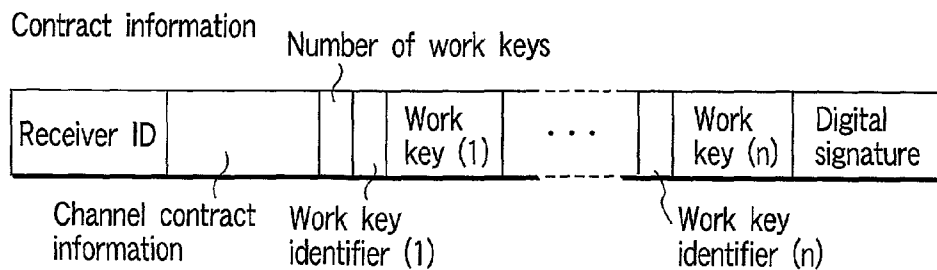 Contract information
Number of work keys
Receiver ID
Work
key (1)
. . .
Work
key (n)
Digital
signature
Channel contract
information
Work key
identifier (1)
Work key
identifier (n)